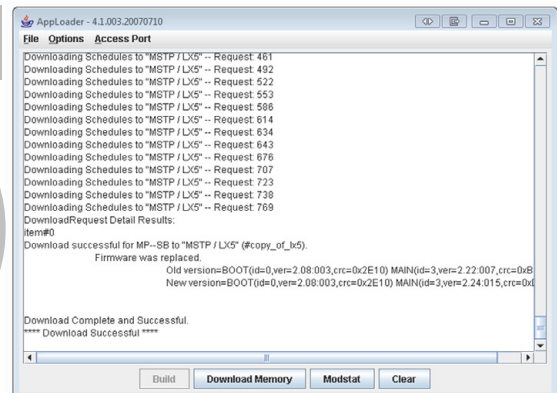 AppLoader - 4.1.003.20070710
File Options Access Port
Downloading Schedules to "MSTP / LX5" -- Request: 461
Downloading Schedules to "MSTP / LX5" -- Request: 492
Downloading Schedules to "MSTP / LX5" -- Request: 522
Downloading Schedules to "MSTP / LX5" -- Request: 553
Downloading Schedules to "MSTP / LX5" -- Request: 586
Downloading Schedules to "MSTP / LX5" -- Request: 614
Downloading Schedules to "MSTP / LX5" -- Request: 634
Downloading Schedules to "MSTP / LX5" -- Request: 643
Downloading Schedules to "MSTP / LX5" -- Request: 676
Downloading Schedules to "MSTP / LX5" -- Request: 707
Downloading Schedules to "MSTP / LX5" -- Request: 723
Downloading Schedules to "MSTP / LX5" -- Request: 738
Downloading Schedules to "MSTP / LX5" -- Request: 769
DownloadRequest Detail Results:
item#0
Download successful for MP--SB to "MSTP / LX5" (#copy_of_lx5).
Firmware was replaced.
Old version=BOOT(id=0,ver=2.08:003,crc=0x2E10) MAIN(id=3,ver=2.22:007,crc=0xB
New version=BOOT(id=0,ver=2.08:003,crc=0x2E10) MAIN(id=3,ver=2.24:015,crc=0x
Download Complete and Successful.
**** Download Successful ****
Build Download Memory Modstat Clear